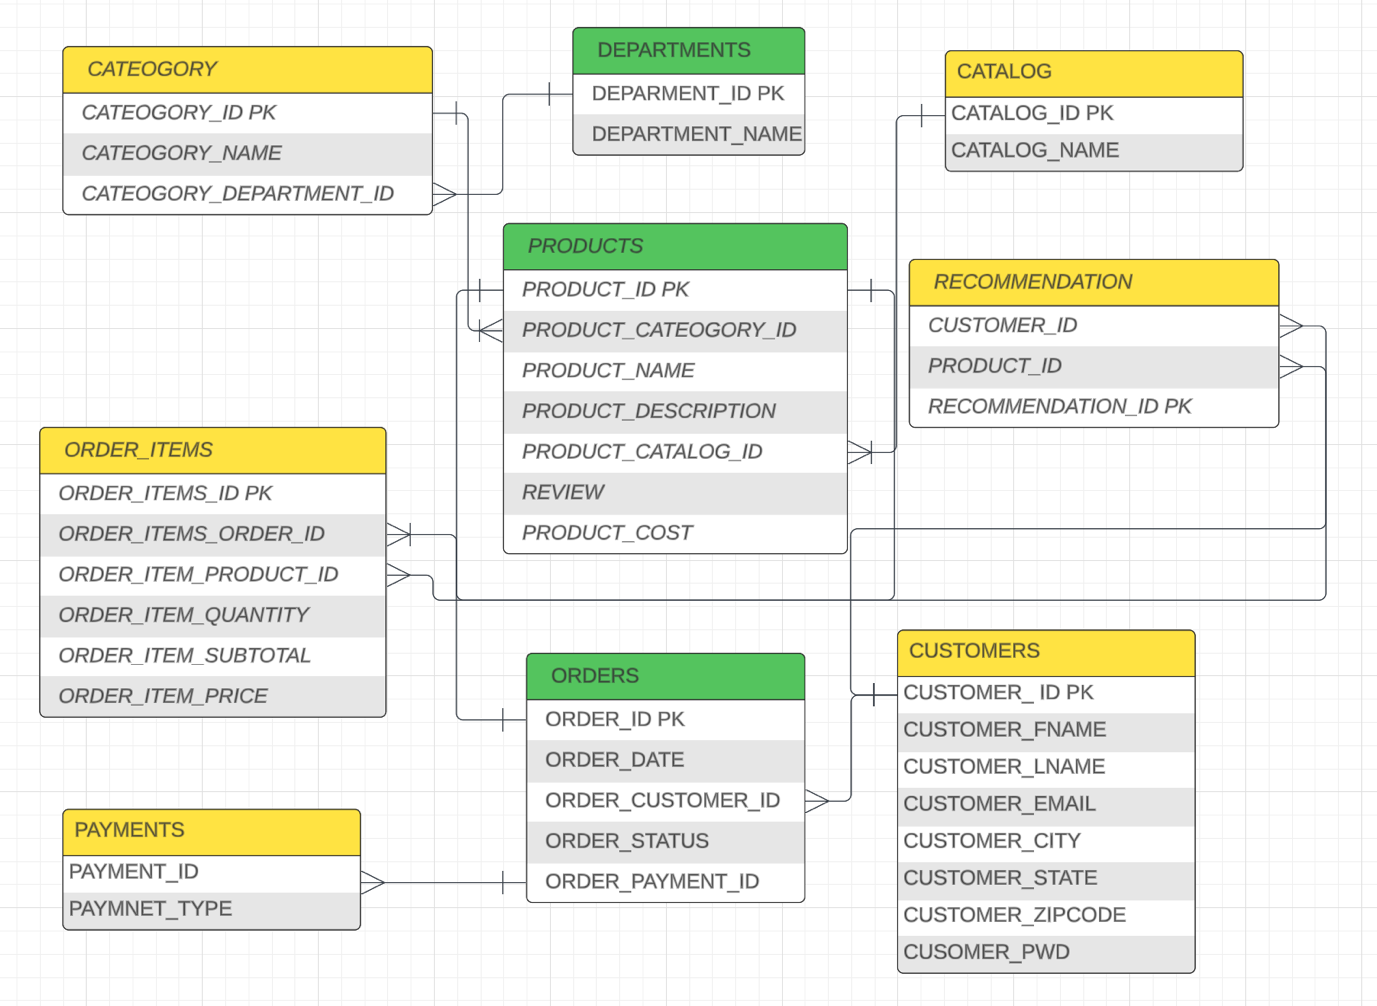 CATEOGORY
CATEOGORY_ID PK
CATEOGORY_NAME
CATEOGORY_DEPARTMENT_ID
DEPARTMENTS
DEPARMENT_ID PK
DEPARTMENT_NAME
CATALOG
CATALOG_ID PK
CATALOG_NAME
PRODUCTS
PRODUCT_ID PK
PRODUCT_CATEOGORY_ID
PRODUCT_NAME
PRODUCT_DESCRIPTION
PRODUCT_CATALOG_ID
REVIEW
PRODUCT_COST
RECOMMENDATION
CUSTOMER_ID
PRODUCT_ID
RECOMMENDATION_ID PK
ORDER_ITEMS
ORDER_ITEMS_ID PK
ORDER_ITEMS_ORDER_ID
ORDER_ITEM_PRODUCT_ID
ORDER_ITEM_QUANTITY
ORDER_ITEM_SUBTOTAL
ORDER_ITEM_PRICE
ORDERS
ORDER_ID PK
ORDER_DATE
ORDER_CUSTOMER_ID
ORDER_STATUS
ORDER_PAYMENT_ID
CUSTOMERS
CUSTOMER_ ID PK
CUSTOMER_FNAME
CUSTOMER_LNAME
CUSTOMER_EMAIL
CUSTOMER_CITY
CUSTOMER_STATE
CUSTOMER_ZIPCODE
CUSOMER_PWD
PAYMENTS
PAYMENT_ID
PAYMNET_TYPE